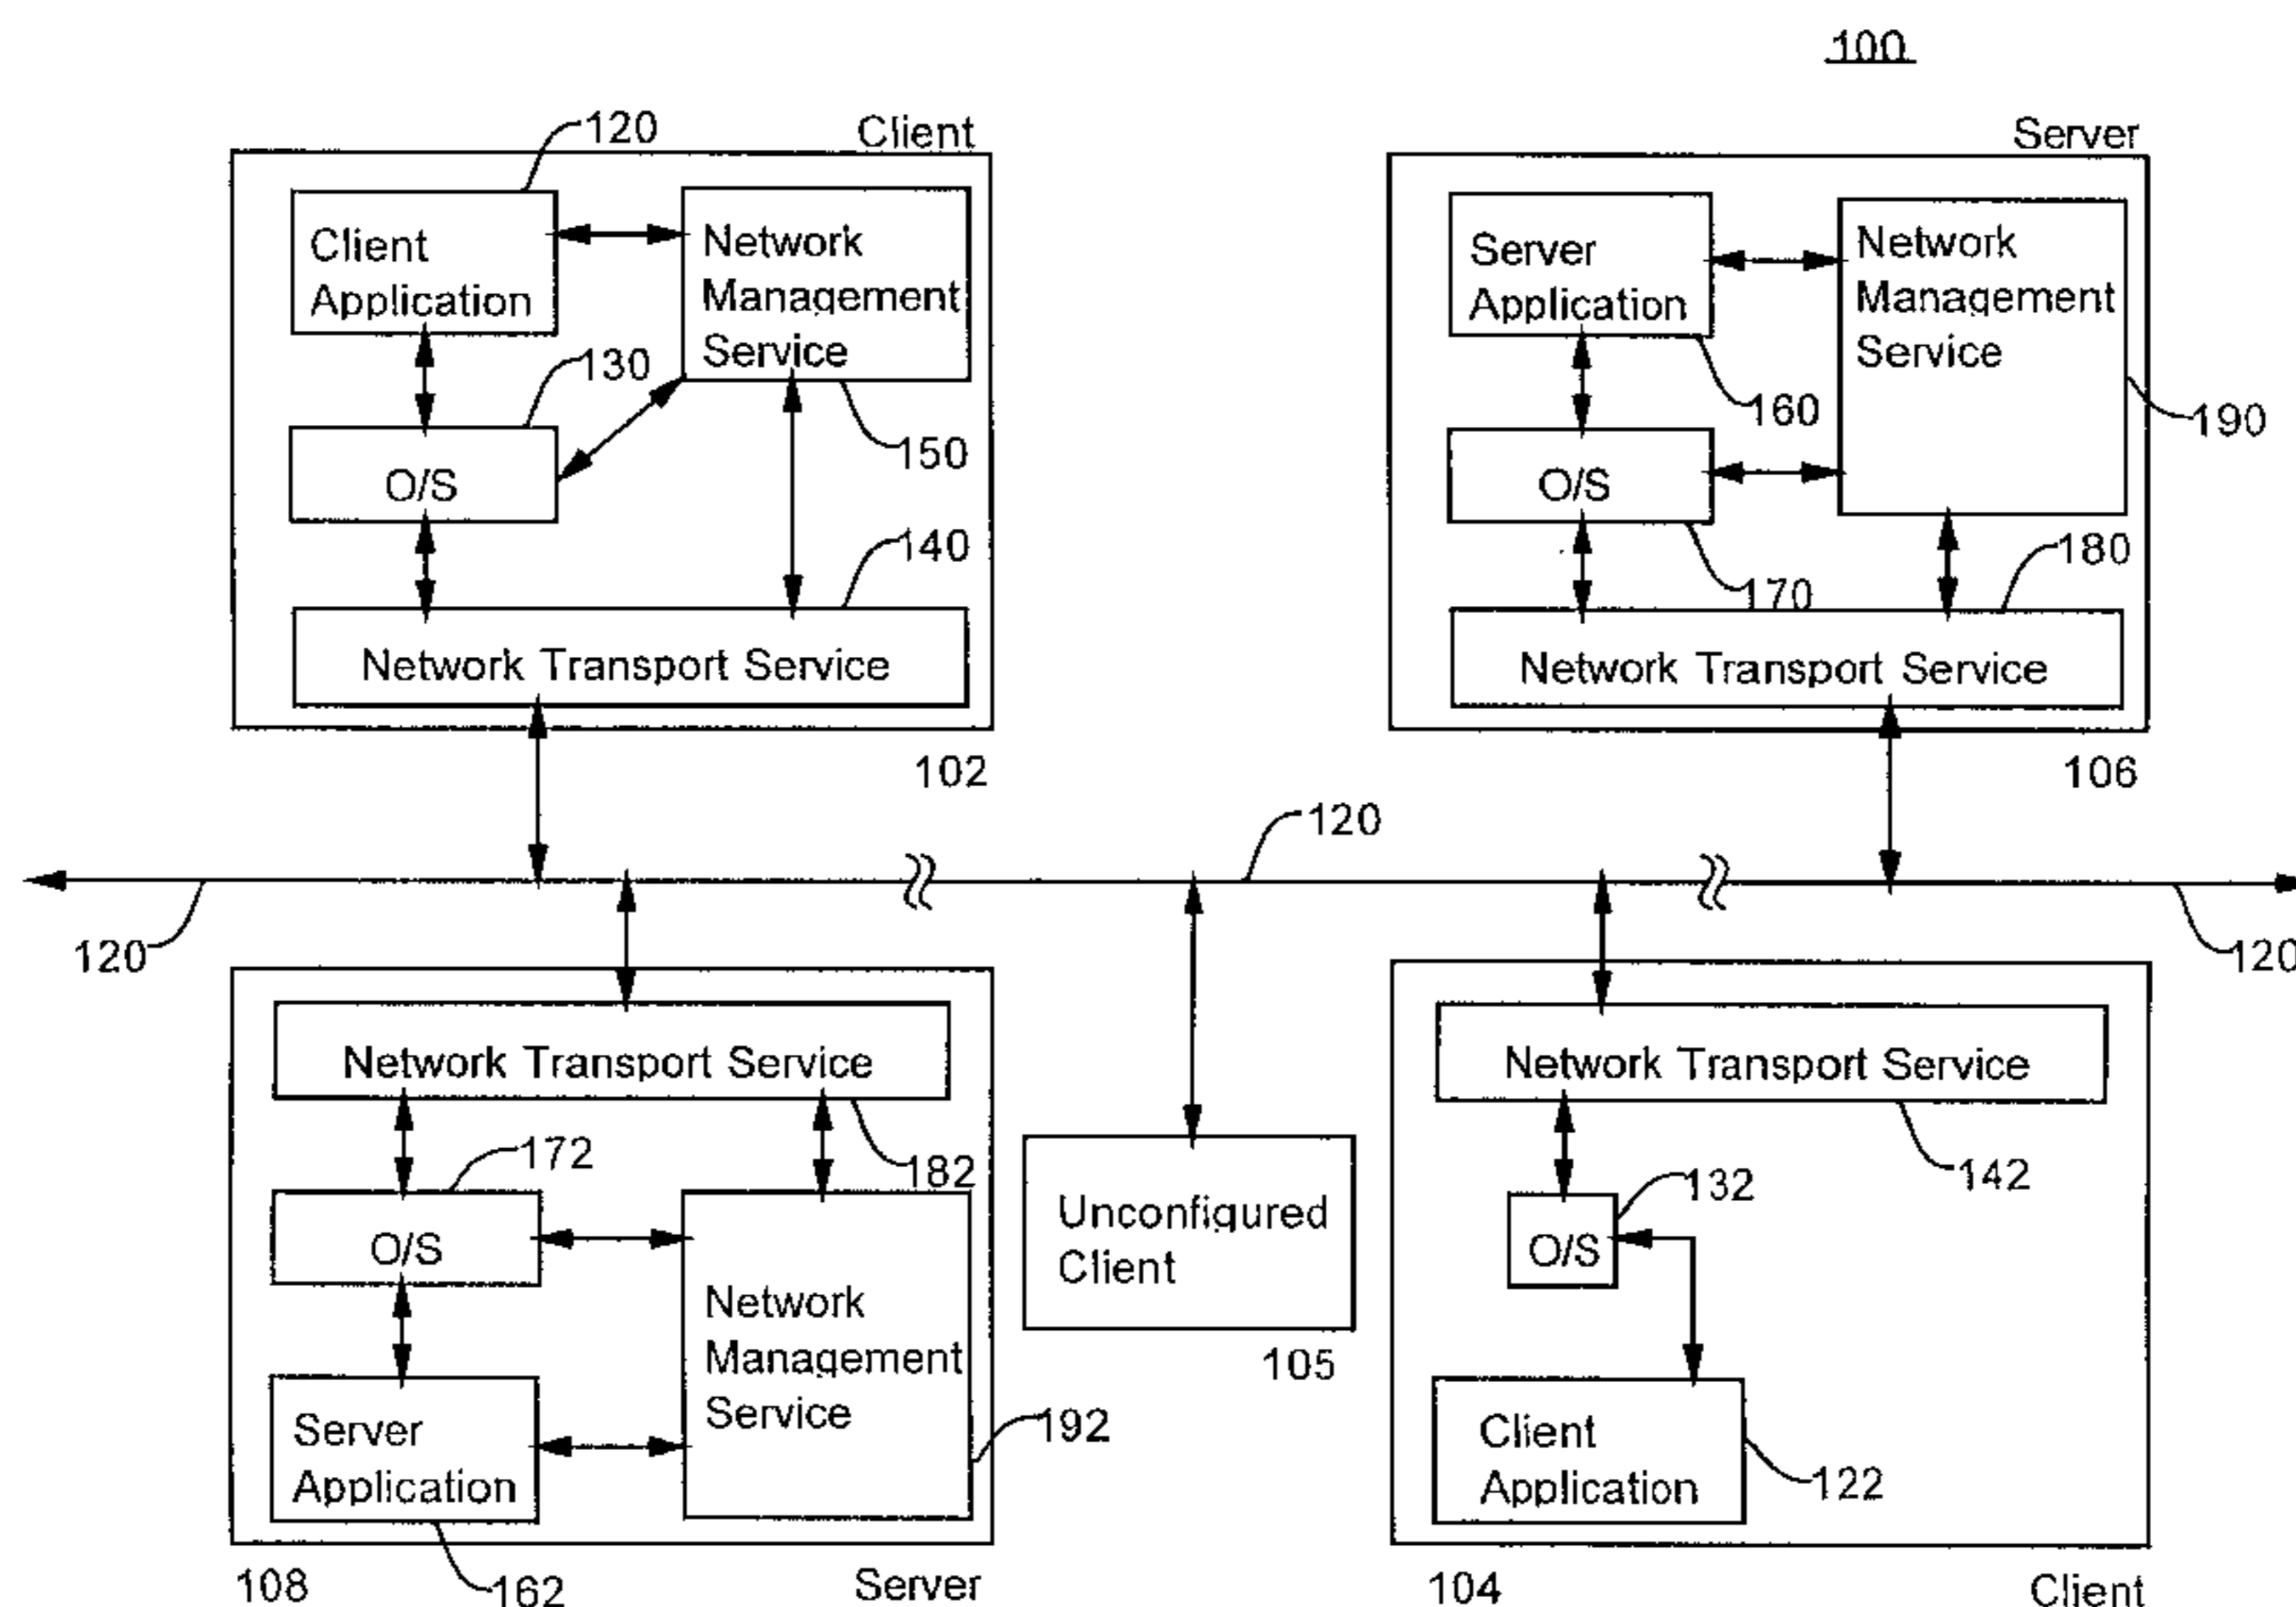 100
120
Client
Server
Client
Application
Network
Management
Service
Server
Application
Network
Management
Service
130
160
190
150
O/S
O/S
140
180
170
Network Transport Service
Network Transport Service
102
106
120
120
120
Network Transport Service
Network Transport Service
172
182
132
142
O/S
Unconfigured
Client
O/S
Network
Management
Service
105
Server
Application
192
Client
Application
122
108
162
Server
104
Client